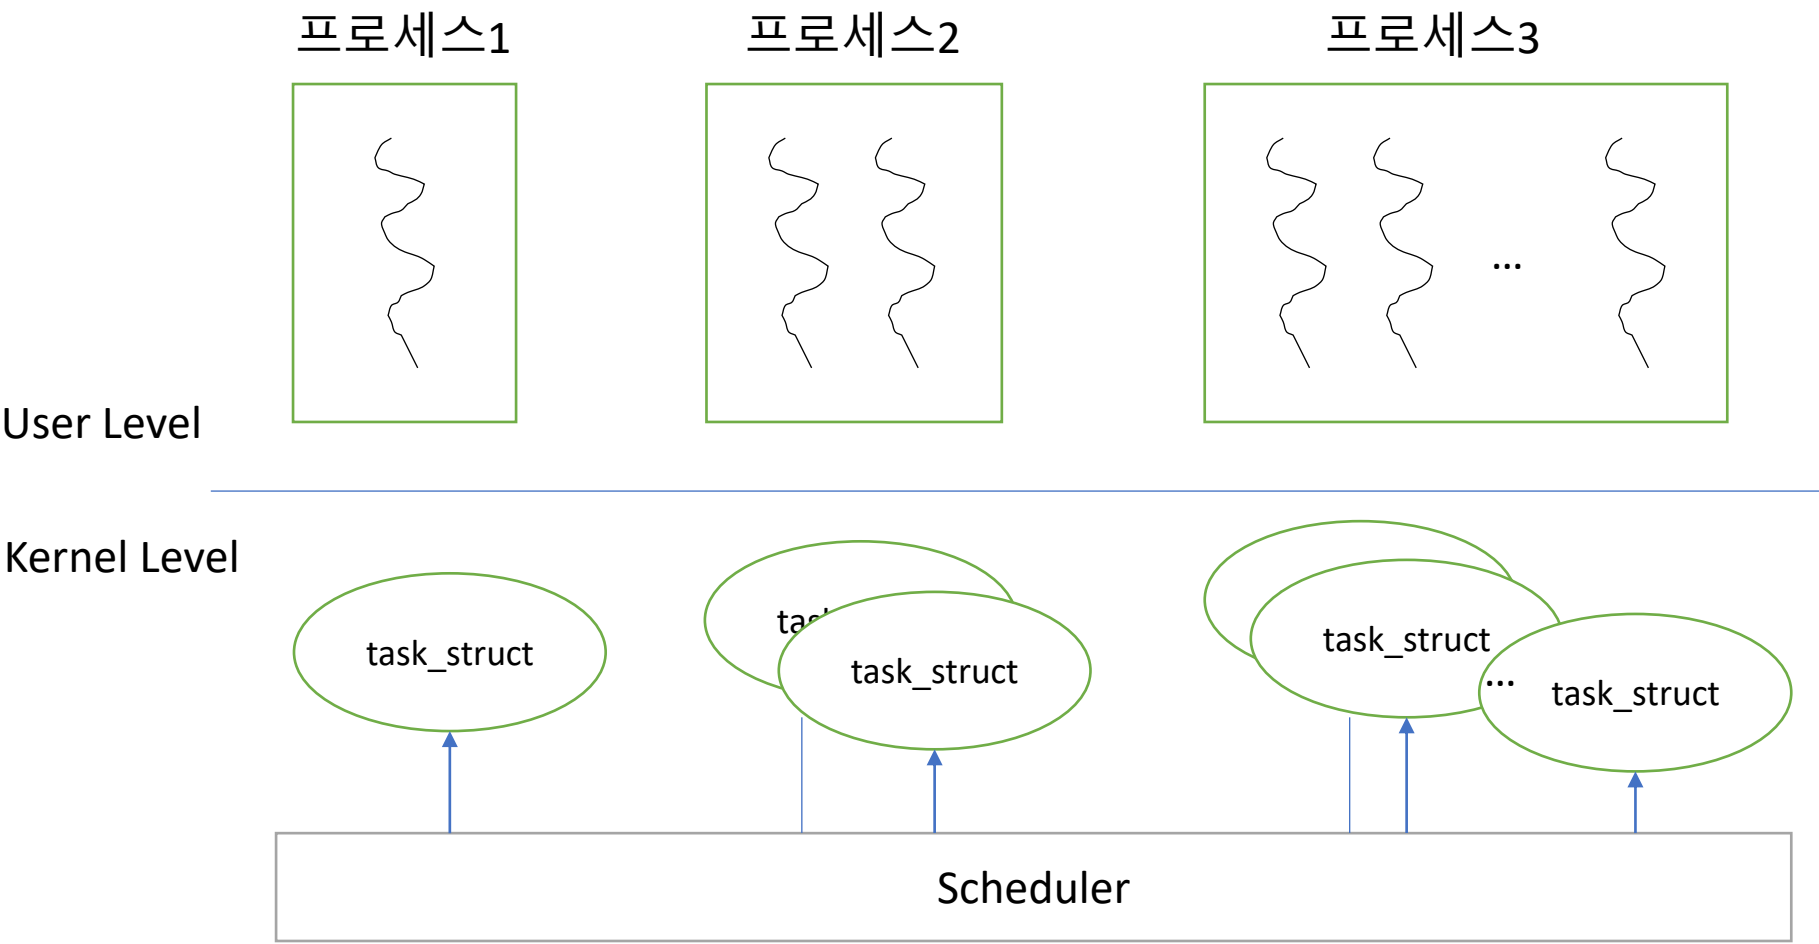 프로세스1
프로세스2
프로세스3
...
User Level
Kernel Level
task_struct
task_struct
task_struct
...
task_struct
Scheduler